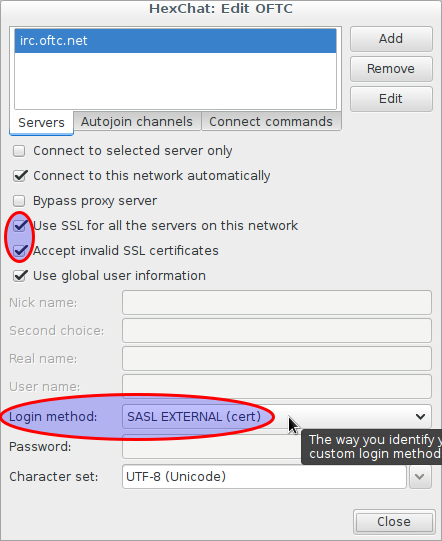 HexChat: Edit OFTC
irc.oftc.net
Add
Remove
Edit
Servers
Autojoin channels
Connect commands
Connect to selected server only
Connect to this network automatically
Bypass proxy server
Use SSL for all the servers on this network
Accept invalid SSL certificates
Use global user information
Nick name:
Second choice:
Real name:
User name:
Login method: SASL EXTERNAL (cert)
The way you identify
custom login method
Password:
Character set: UTF-8 (Unicode)
Close